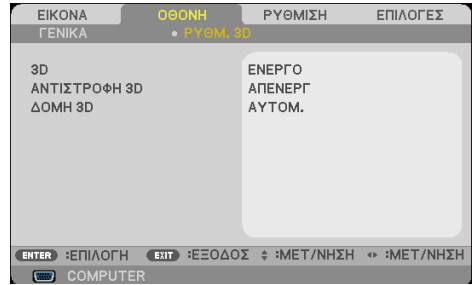 ΕΙΚΟΝΑ ΟΘΟΝΗ ΡΥΘΜΙΣΗ ΕΠΙΛΟΓΕΣ
ΓΕΝΙΚΑ • ΡΥΘΜ. 3D
3D ΕΝΕΡΓΟ
ΑΝΤΙΣΤΡΟΦΗ 3D ΑΠΕΝΕΡΓ
ΔΟΜΗ 3D ΑΥΤΟΜ.
ENTER :ΕΠΙΛΟΓΗ EXIT :ΕΞΟΔΟΣ :ΜΕΤ/ΝΗΣΗ :ΜΕΤ/ΝΗΣΗ
COMPUTER